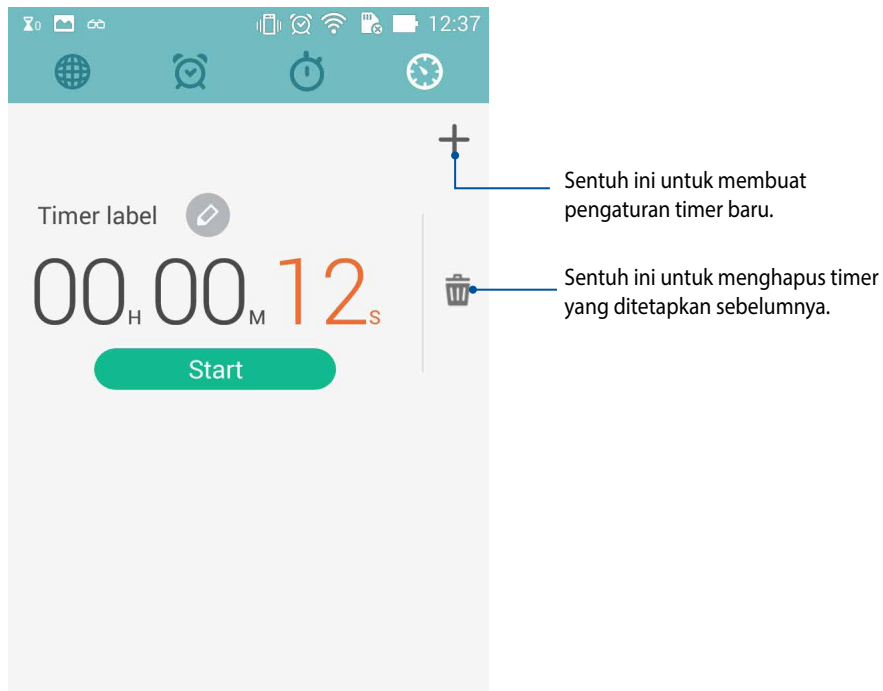 0
12:37
Sentuh ini untuk membuat
pengaturan timer baru.
Timer label
00H 00M 12S
Sentuh ini untuk menghapus timer
yang ditetapkan sebelumnya.
Start